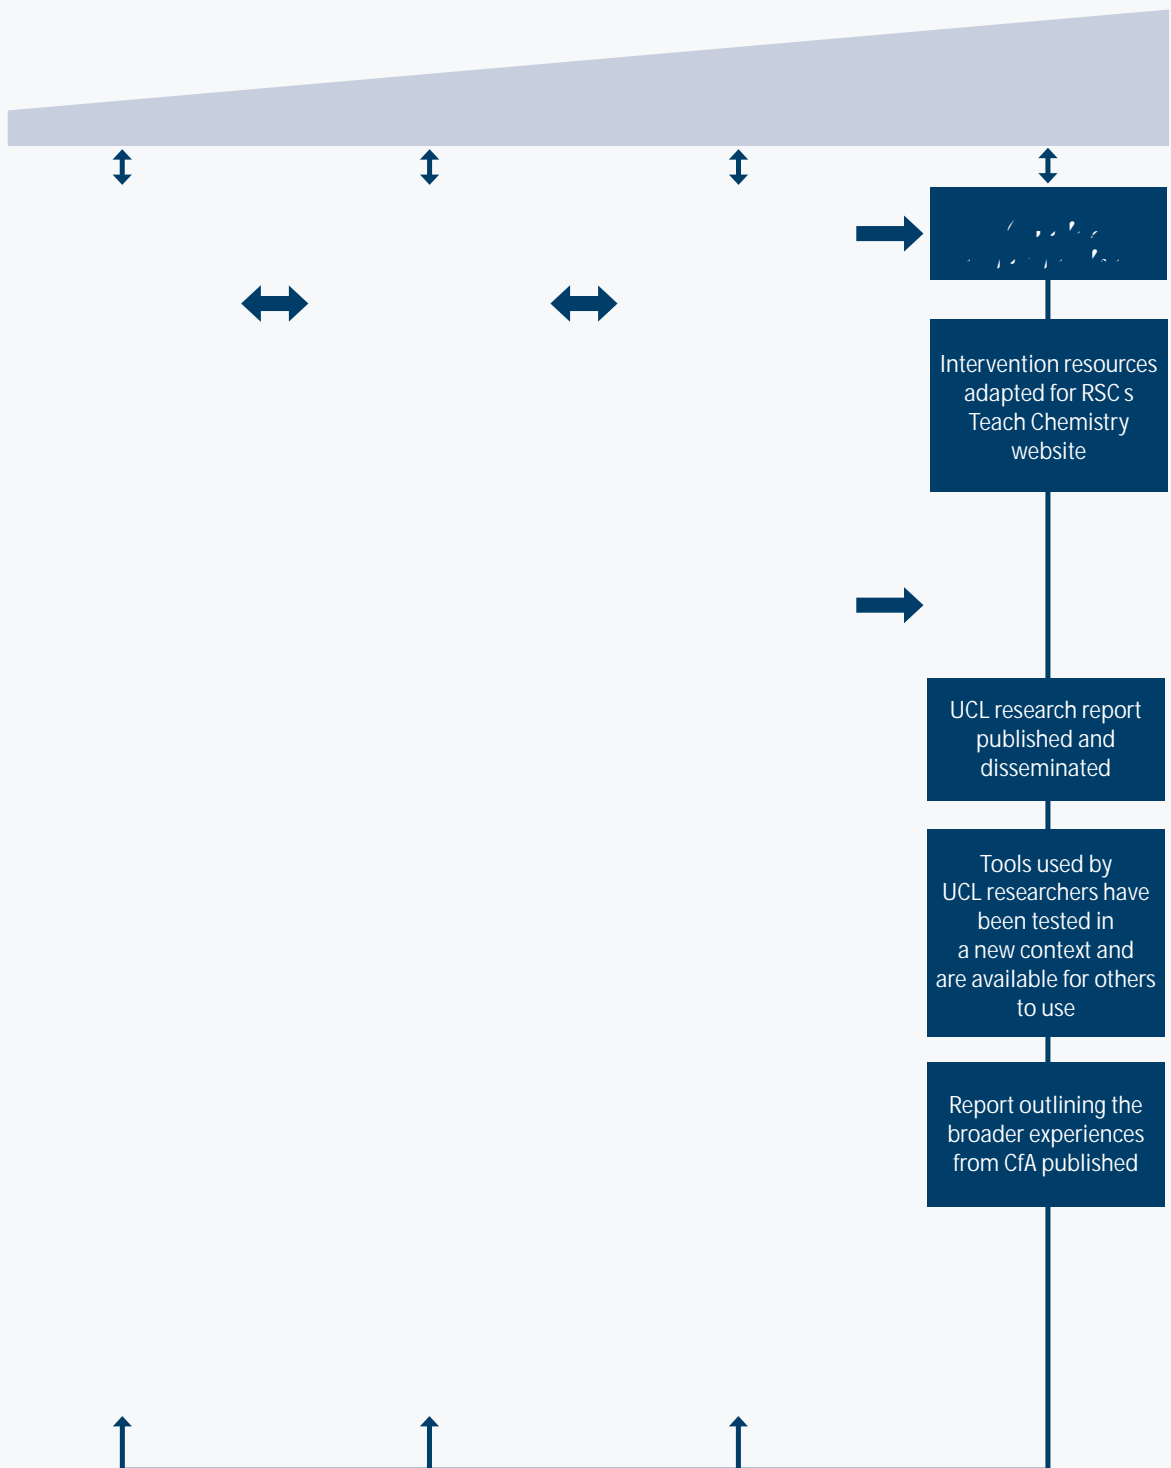 Intervention resources
adapted for RSC s
Teach Chemistry
website
UCL research report
published and
disseminated
Tools used by
UCL researchers have
been tested in
a new context and
are available for others
to use
Report outlining the
broader experiences
from CfA published